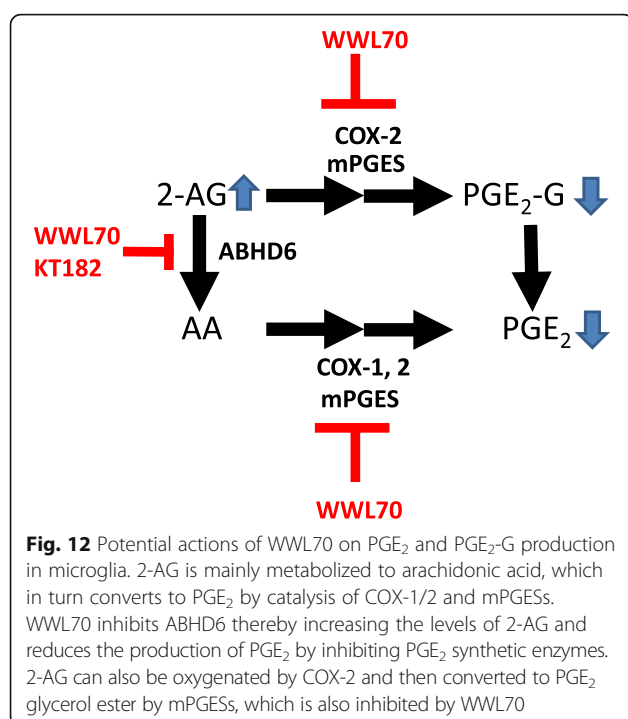 WWL70
COX-2
mPGES
2-AG
PGE₂-G
WWL70
KT182
ABHD6
AA
PGE₂
COX-1, 2
mPGES
WWL70
Fig. 12 Potential actions of WWL70 on PGE₂ and PGE₂-G production
in microglia. 2-AG is mainly metabolized to arachidonic acid, which
in turn converts to PGE₂ by catalysis of COX-1/2 and mPGESs.
WWL70 inhibits ABHD6 thereby increasing the levels of 2-AG and
reduces the production of PGE₂ by inhibiting PGE₂ synthetic enzymes.
2-AG can also be oxygenated by COX-2 and then converted to PGE₂
glycerol ester by mPGESs, which is also inhibited by WWL70